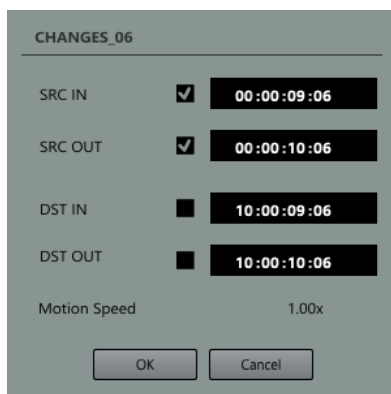 CHANGES_06
SRC IN 00:00:09:06
SRC OUT 00:00:10:06
DST IN 10:00:09:06
DST OUT 10:00:10:06
Motion Speed 1.00x
OK Cancel